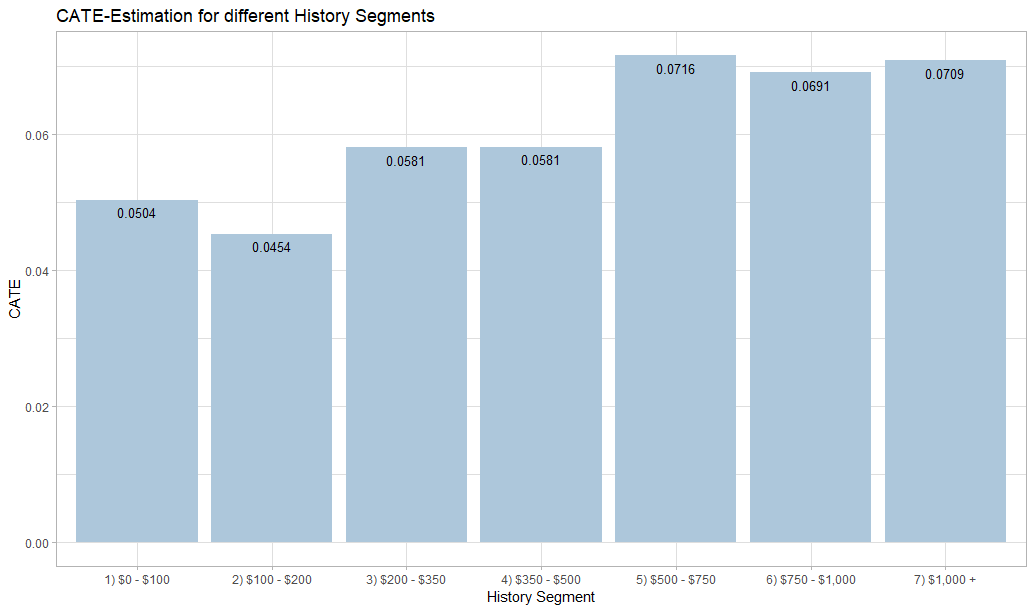 CATE-Estimation for different History Segments
CATE
0.06
0.04
0.02
0.00
0.0504
0.0454
0.0581
0.0581
0.0716
0.0691
0.0709
1) $0 - $100
2) $100 - $200
3) $200 - $350
4) $350 - $500
5) $500 - $750
6) $750 - $1,000
7) $1,000 +
History Segment